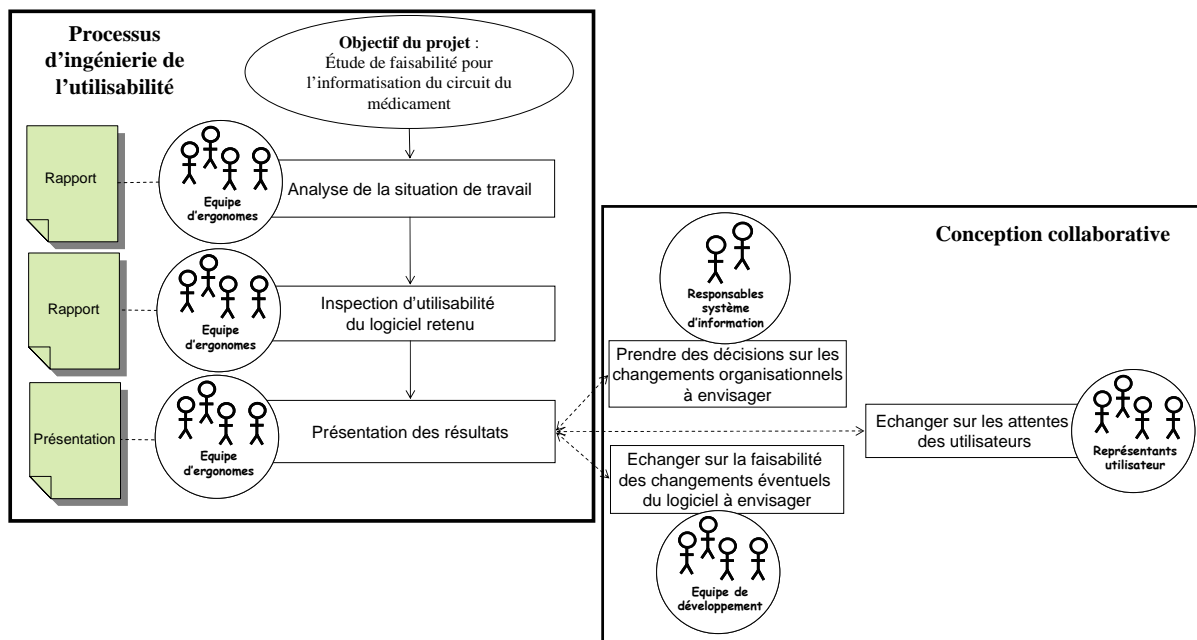 Processus
d'ingénierie de
l'utilisabilité
Objectif du projet :
Étude de faisabilité pour
l'informatisation du circuit du
médicament
Rapport
Equipe
d'ergonomes
Analyse de la situation de travail
Rapport
Equipe
d'ergonomes
Inspection d'utilisabilité
du logiciel retenu
Présentation
Equipe
d'ergonomes
Présentation des résultats
Conception collaborative
Responsables
système
d'information
Prendre des décisions sur les
changements organisationnels
à envisager
Echanger sur les attentes
des utilisateurs
Représentants
utilisateur
Echanger sur la faisabilité
des changements éventuels
du logiciel à envisager
Equipe de
développement